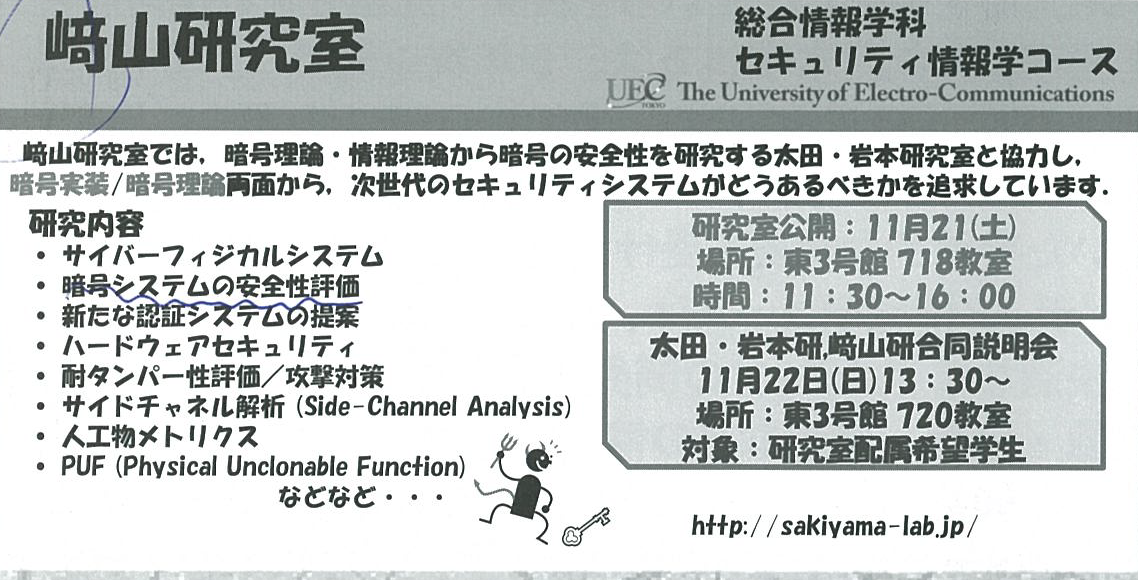 﨑山研究室
総合情報学科
セキュリティ情報学コース
UEC TOKYO The University of Electro-Communications
﨑山研究室では，暗号理論・情報理論から暗号の安全性を研究する太田・岩本研究室と協力し，
暗号実装/暗号理論両面から，次世代のセキュリティシステムがどうあるべきかを追求しています．
研究内容
• サイバーフィジカルシステム
• 暗号システムの安全性評価
• 新たな認証システムの提案
• ハードウェアセキュリティ
• 耐タンパー性評価／攻撃対策
• サイドチャネル解析 (Side-Channel Analysis)
• 人工物メトリクス
• PUF (Physical Unclonable Function)
などなど・・・
研究室公開：11月21(土)
場所：東3号館 718教室
時間：11：30～16：00
太田・岩本研,﨑山研合同説明会
11月22日(日)13：30～
場所：東3号館 720教室
対象：研究室配属希望学生
http://sakiyama-lab.jp/